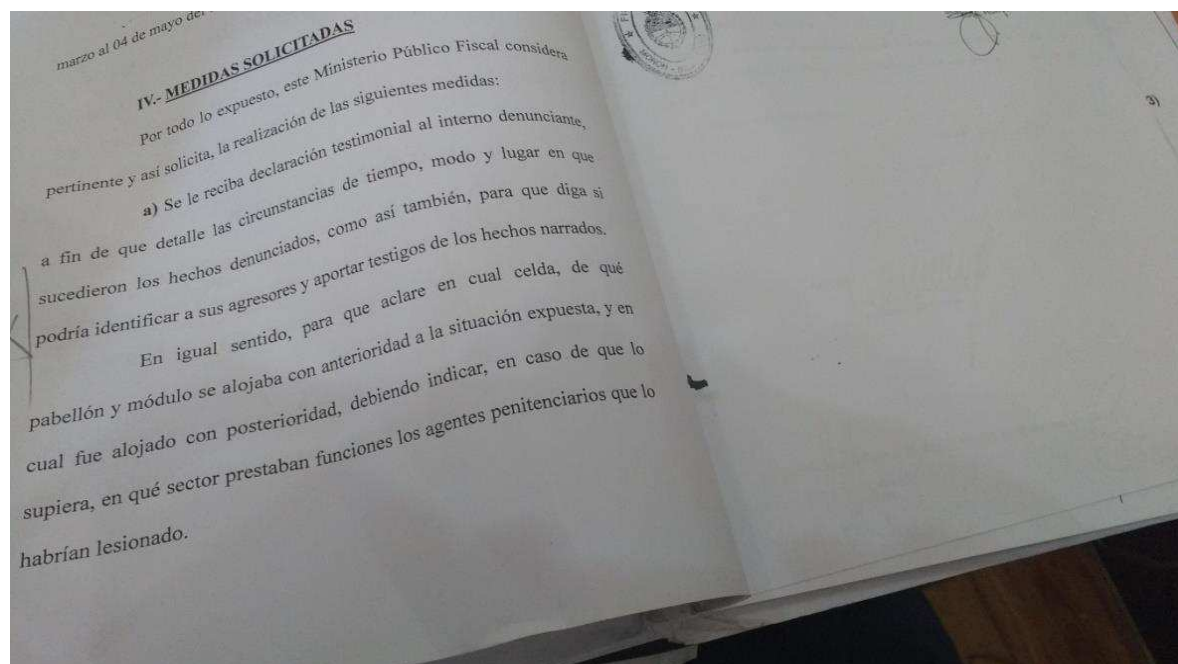 marzo al 04 de mayo del
IV.- MEDIDAS SOLICITADAS
Por todo lo expuesto, este Ministerio Público Fiscal considera
pertinente y así solicita, la realización de las siguientes medidas:
a) Se le reciba declaración testimonial al interno denunciante,
a fin de que detalle las circunstancias de tiempo, modo y lugar en que
sucedieron los hechos denunciados, como así también, para que diga si
podría identificar a sus agresores y aportar testigos de los hechos narrados.
En igual sentido, para que aclare en cual celda, de qué
pabellón y módulo se alojaba con anterioridad a la situación expuesta, y en
cual fue alojado con posterioridad, debiendo indicar, en caso de que lo
supiera, en qué sector prestaban funciones los agentes penitenciarios que lo
habrían lesionado.
3)